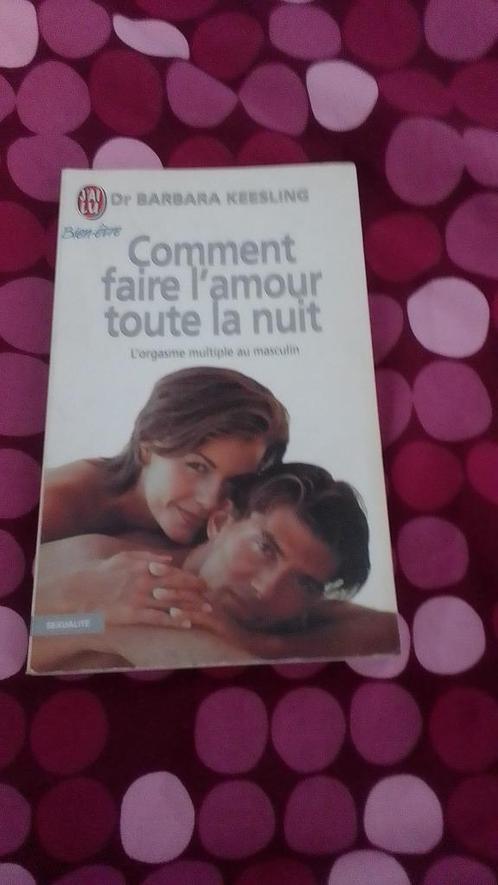 J'AI LU
Dr BARBARA KEESLING
Bien-être
Comment
faire l'amour
toute la nuit
L'orgasme multiple au masculin
SEXUALITÉ